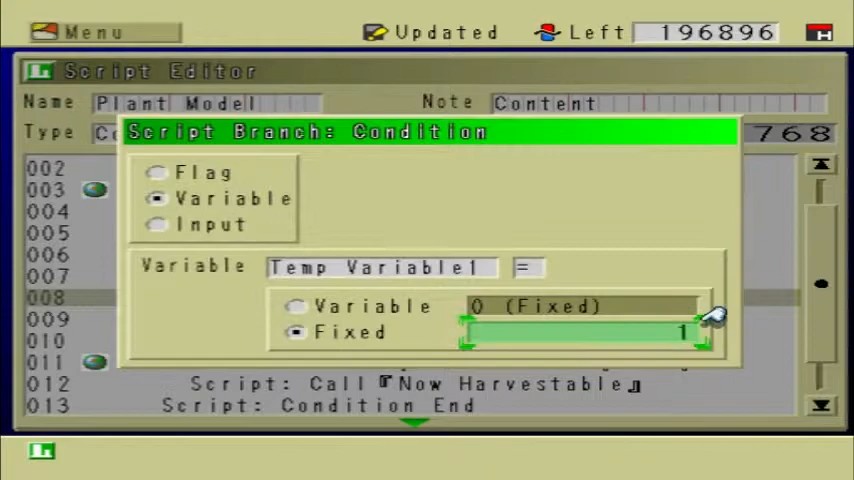 Menu Updated Left 196896
Script Editor
Name Plant Model Note Content
Type Co 768
Script Branch: Condition
Flag
Variable
Input
Variable Temp Variable1 =
Variable 0 (Fixed)
Fixed 1
002
003
004
005
006
007
008
009
010
011
012 Script: Call『Now Harvestable』
013 Script: Condition End